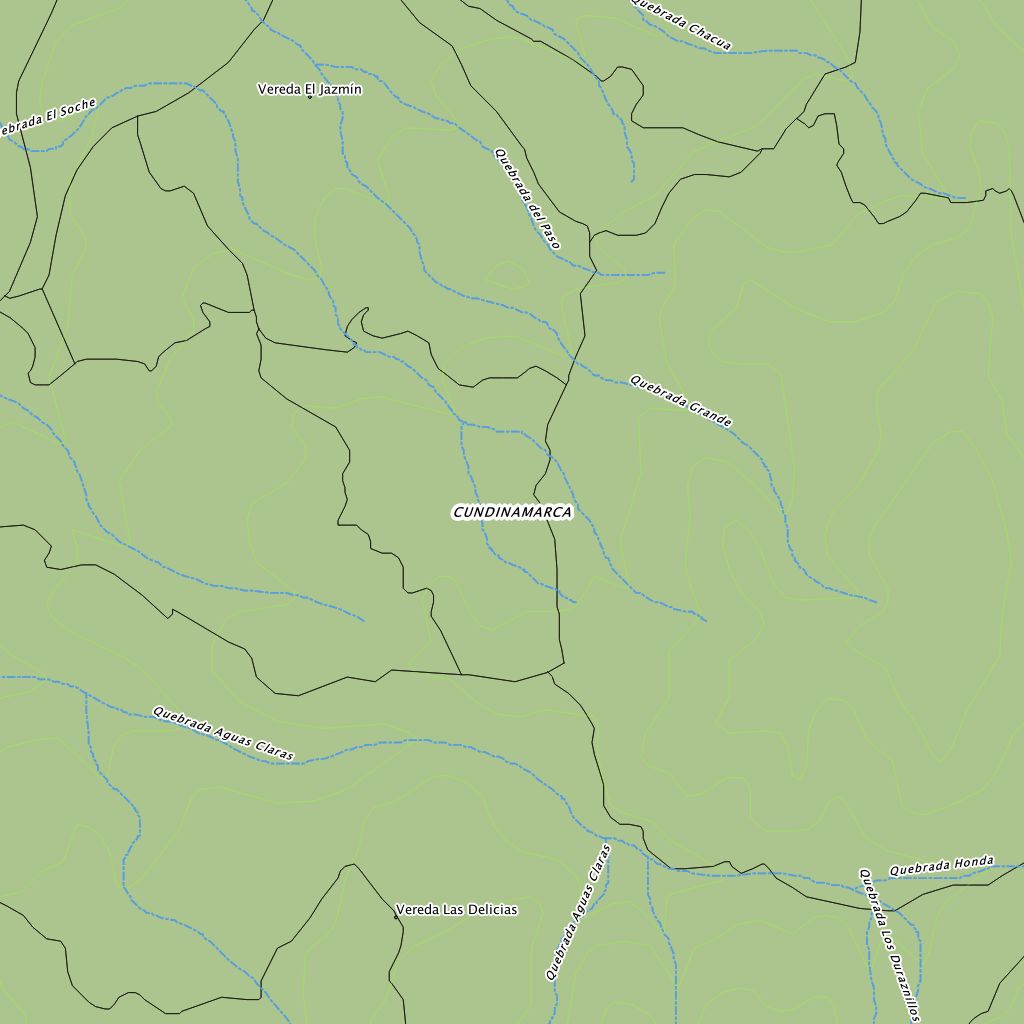 Quebrada Chacua
Vereda El Jazmín
ebrada El Soche
Quebrada del Paso
Quebrada Grande
CUNDINAMARCA
Quebrada Aguas Claras
Quebrada Aguas Claras
Quebrada Honda
Quebrada Los Duraznillos
Vereda Las Delicias